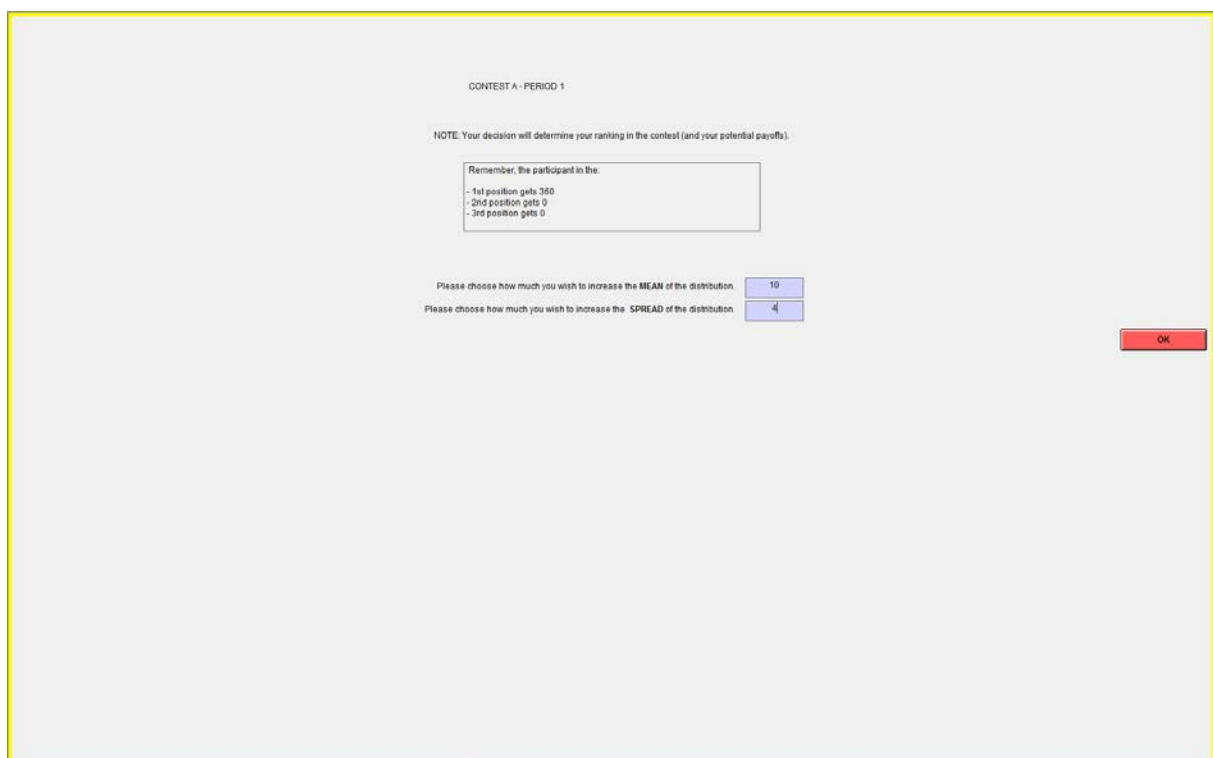 CONTEST A - PERIOD 1
NOTE: Your decision will determine your ranking in the contest (and your potential payoffs).
Remember, the participant in the:
- 1st position gets 360
- 2nd position gets 0
- 3rd position gets 0
Please choose how much you wish to increase the MEAN of the distribution. 10
Please choose how much you wish to increase the SPREAD of the distribution. 4
OK